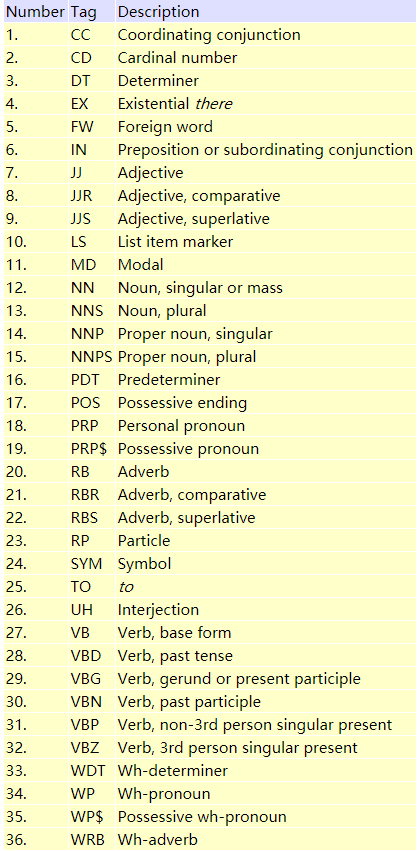 Number Tag Description
1. CC Coordinating conjunction
2. CD Cardinal number
3. DT Determiner
4. EX Existential there
5. FW Foreign word
6. IN Preposition or subordinating conjunction
7. JJ Adjective
8. JJR Adjective, comparative
9. JJS Adjective, superlative
10. LS List item marker
11. MD Modal
12. NN Noun, singular or mass
13. NNS Noun, plural
14. NNP Proper noun, singular
15. NNPS Proper noun, plural
16. PDT Predeterminer
17. POS Possessive ending
18. PRP Personal pronoun
19. PRP$ Possessive pronoun
20. RB Adverb
21. RBR Adverb, comparative
22. RBS Adverb, superlative
23. RP Particle
24. SYM Symbol
25. TO to
26. UH Interjection
27. VB Verb, base form
28. VBD Verb, past tense
29. VBG Verb, gerund or present participle
30. VBN Verb, past participle
31. VBP Verb, non-3rd person singular present
32. VBZ Verb, 3rd person singular present
33. WDT Wh-determiner
34. WP Wh-pronoun
35. WP$ Possessive wh-pronoun
36. WRB Wh-adverb